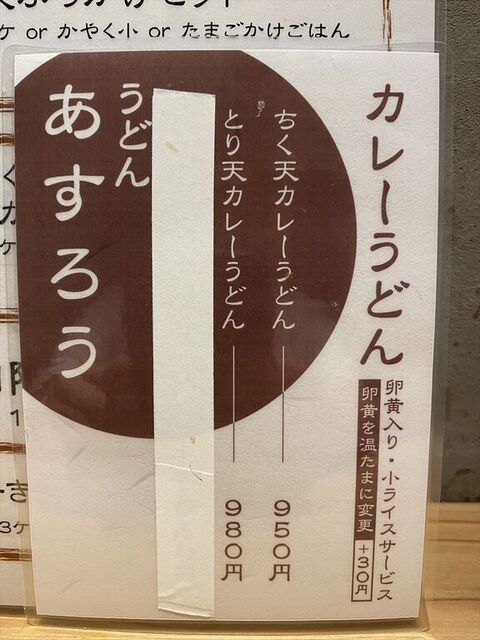 ケ or かやく小 or たまごかけごはん
カレーうどん
卵黄入り・小ライスサービス
卵黄を温たまに変更 +30円
ちく天カレーうどん 950円
とり天カレーうどん 980円
うどん
あすろう